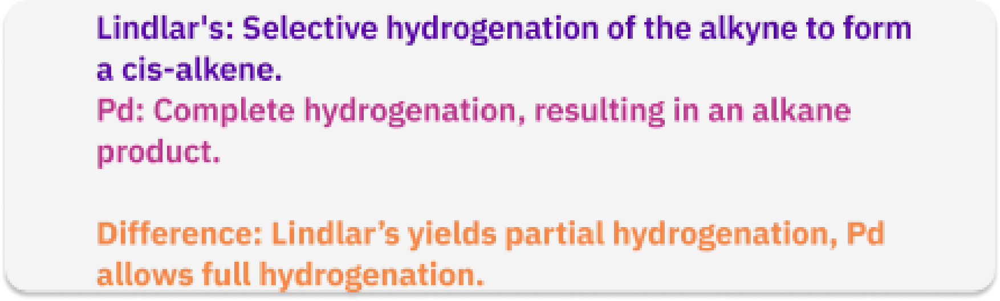 Lindlar's: Selective hydrogenation of the alkyne to form
a cis-alkene.
Pd: Complete hydrogenation, resulting in an alkane
product.
Difference: Lindlar’s yields partial hydrogenation, Pd
allows full hydrogenation.